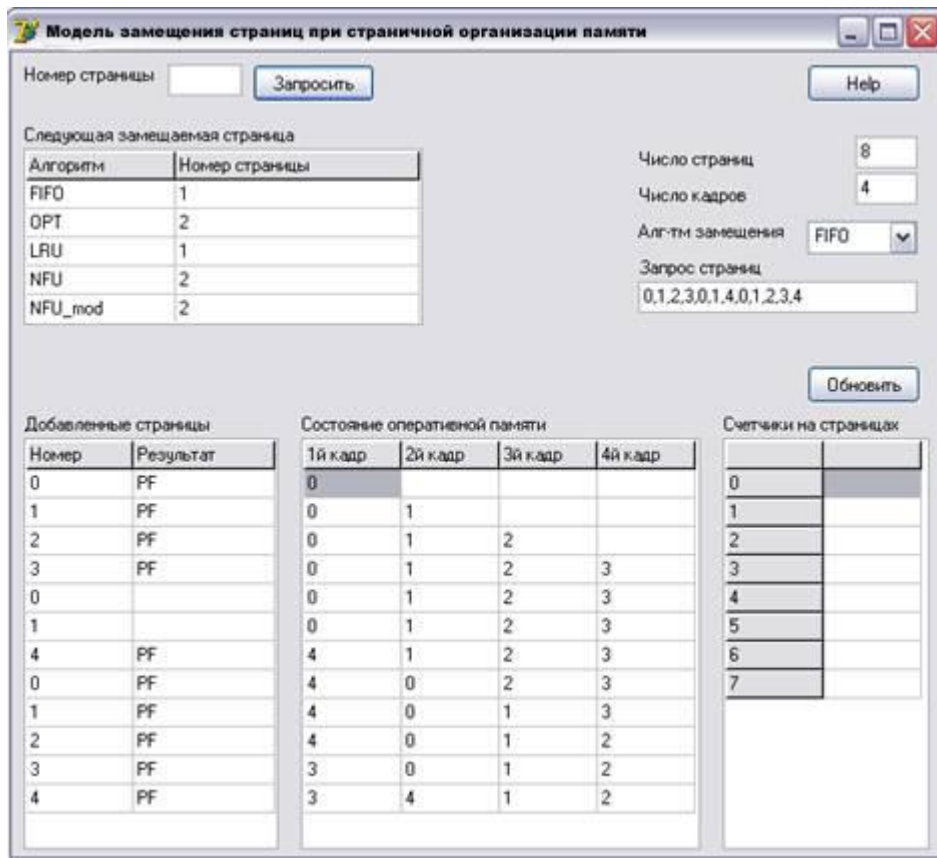 Модель замещения страниц при страничной организации памяти
Номер страницы
Запросить
Help
Следующая замещаемая страница
Алгоритм Номер страницы
FIFO 1
OPT 2
LRU 1
NFU 2
NFU_mod 2
Число страниц 8
Число кадров 4
Алг-тм замещения FIFO
Запрос страниц
0,1,2,3,0,1,4,0,1,2,3,4
Обновить
Добавленные страницы
Номер Результат
0 PF
1 PF
2 PF
3 PF
0
1
4 PF
0 PF
1 PF
2 PF
3 PF
4 PF
Состояние оперативной памяти
1й кадр 2й кадр 3й кадр 4й кадр
0
0 1
0 1 2
0 1 2 3
0 1 2 3
0 1 2 3
4 1 2 3
4 0 2 3
4 0 1 3
4 0 1 2
3 0 1 2
3 4 1 2
Счетчики на страницах
0
1
2
3
4
5
6
7